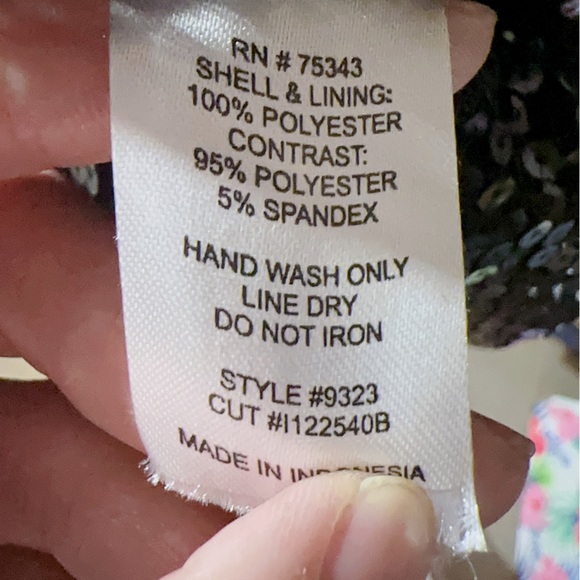 RN # 75343
SHELL & LINING:
100% POLYESTER
CONTRAST:
95% POLYESTER
5% SPANDEX
HAND WASH ONLY
LINE DRY
DO NOT IRON
STYLE #9323
CUT #I122540B
MADE IN INDONESIA